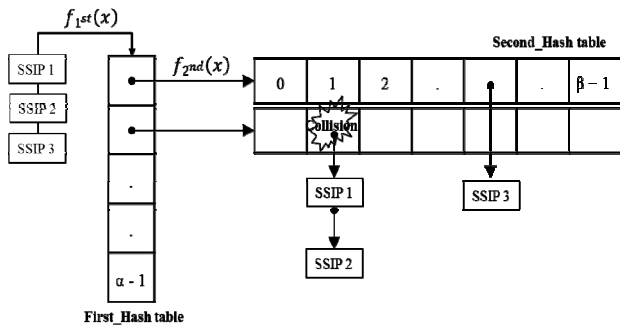 f1st(x)
Second_Hash table
SSIP 1
SSIP 2
SSIP 3
f2nd(x)
0 1 2 . . β - 1
collision
.
.
α - 1
SSIP 1
SSIP 3
SSIP 2
First_Hash table